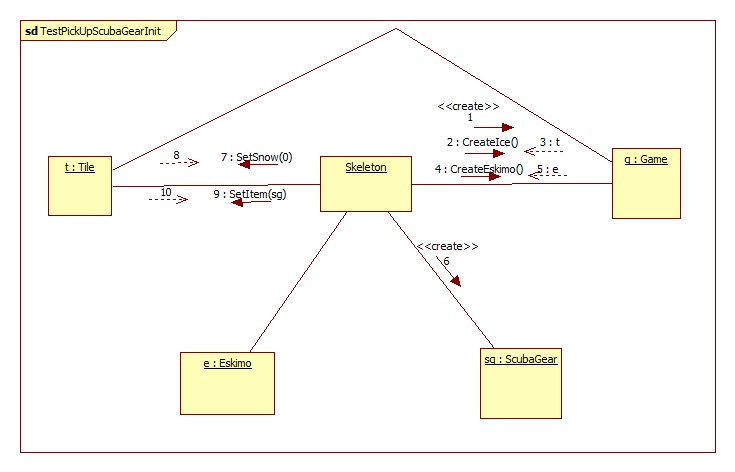 sd TestPickUpScubaGearInit
<<create>>
1
2 : CreateIce()
3 : t
8
7 : SetSnow(0)
t : Tile
Skeleton
g : Game
4 : CreateEskimo()
5 : e
10
9 : SetItem(sg)
<<create>>
6
e : Eskimo
sg : ScubaGear